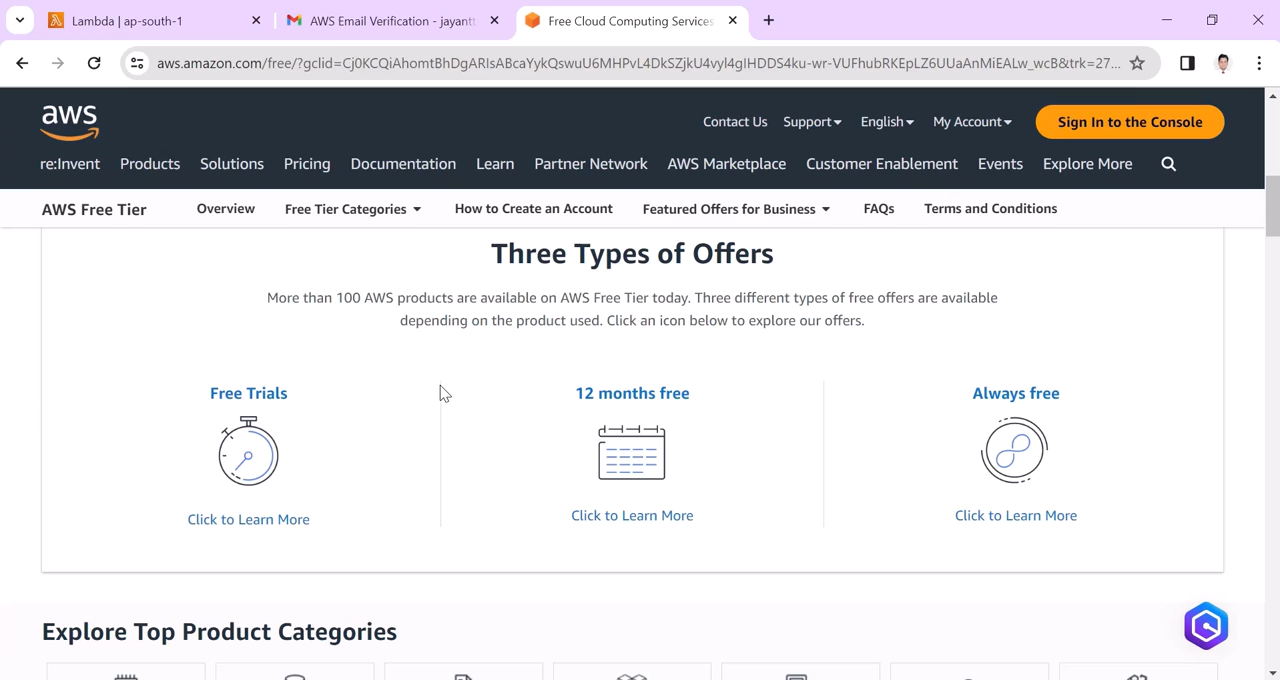 Lambda | ap-south-1
AWS Email Verification - jayantt
Free Cloud Computing Services
aws.amazon.com/free/?gclid=Cj0KCQiAhomtBhDgARIsABcaYykQswuU6MHPvL4DkSZjkU4vyl4gIHDDS4ku-wr-VUFhubRKEpLZ6UUaAnMiEALw_wcB&trk=27...
aws
Contact Us Support English My Account Sign In to the Console
re:Invent Products Solutions Pricing Documentation Learn Partner Network AWS Marketplace Customer Enablement Events Explore More
AWS Free Tier Overview Free Tier Categories How to Create an Account Featured Offers for Business FAQs Terms and Conditions
Three Types of Offers
More than 100 AWS products are available on AWS Free Tier today. Three different types of free offers are available
depending on the product used. Click an icon below to explore our offers.
Free Trials 12 months free Always free
Click to Learn More Click to Learn More Click to Learn More
Explore Top Product Categories